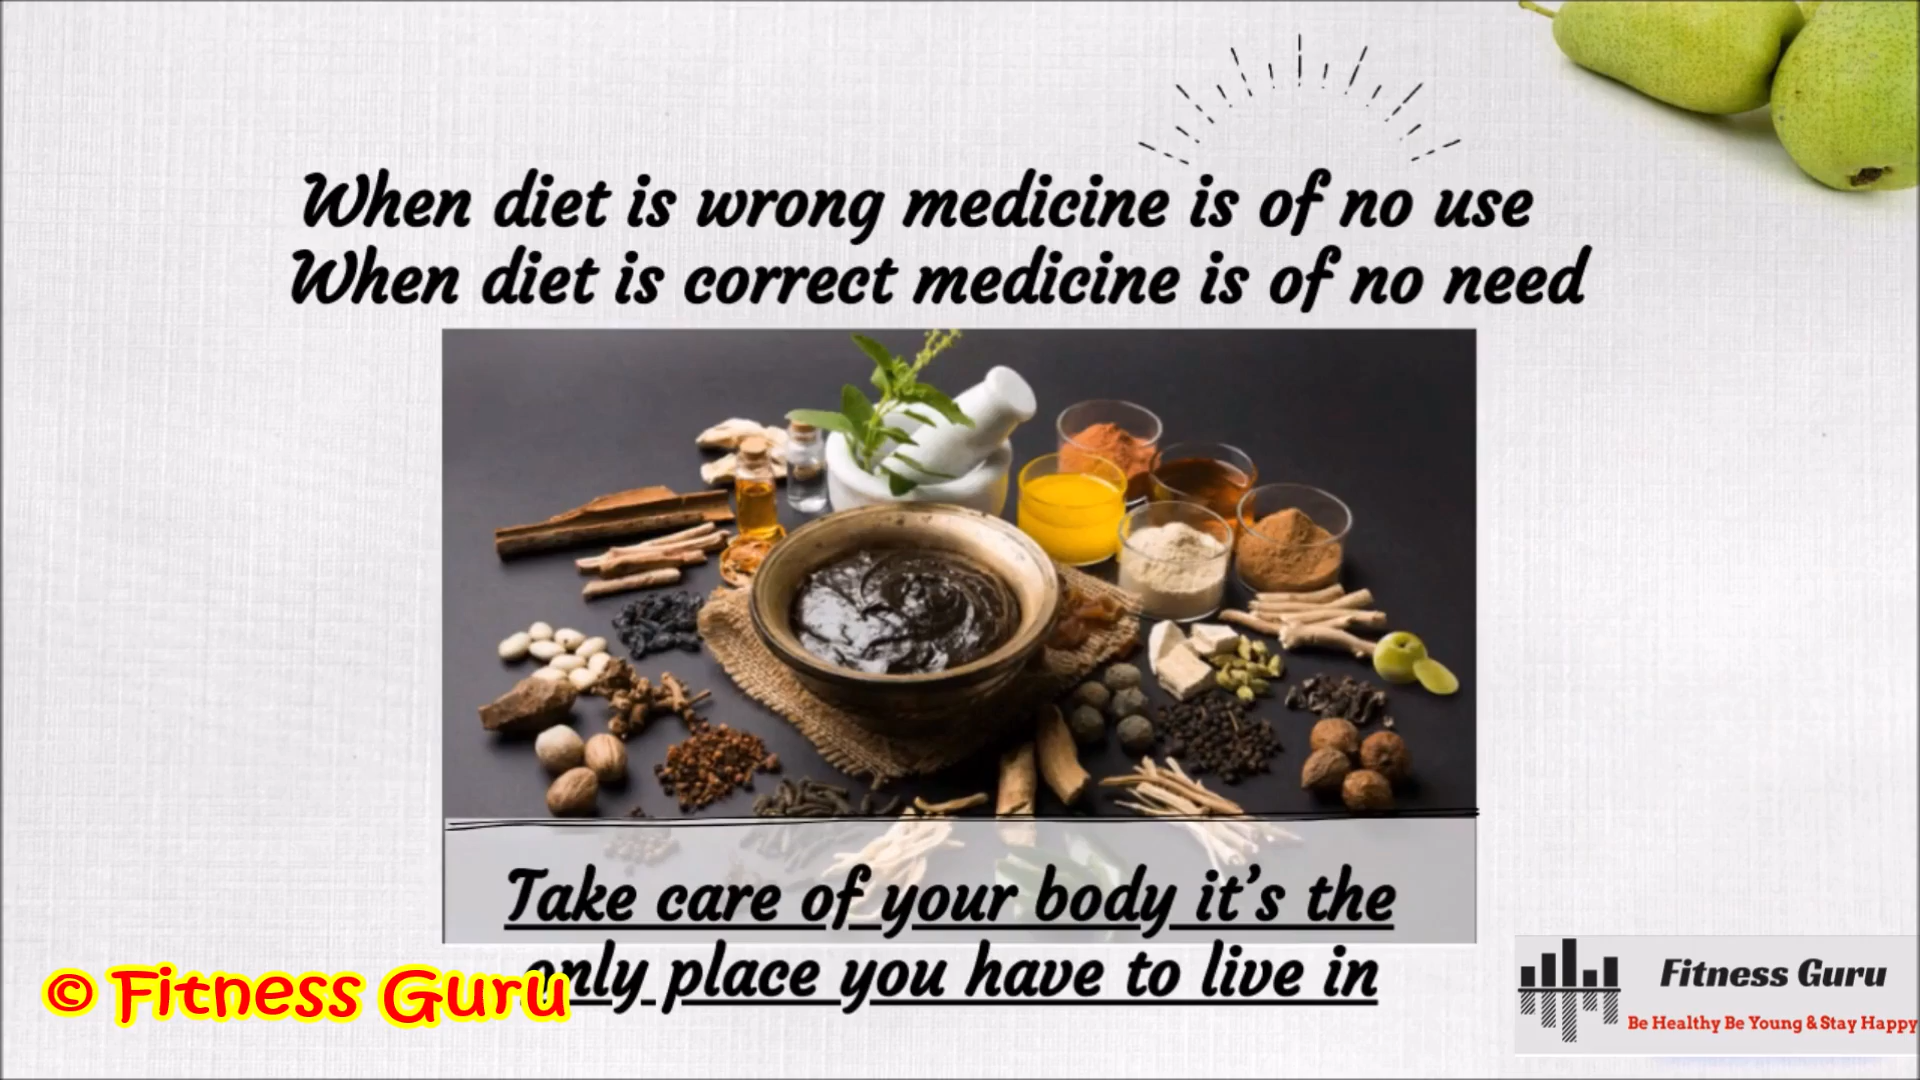 When diet is wrong medicine is of no use
When diet is correct medicine is of no need
Take care of your body it's the
only place you have to live in
© Fitness Guru
Fitness Guru
Be Healthy Be Young & Stay Happy